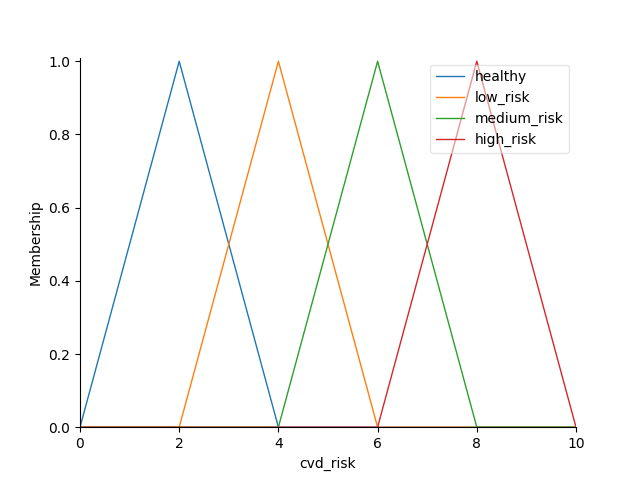 1.0
0.8
0.6
0.4
0.2
0.0
Membership
healthy
low_risk
medium_risk
high_risk
0 2 4 6 8 10
cvd_risk